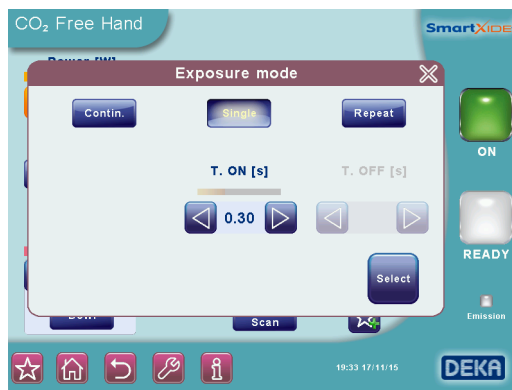 CO₂ Free Hand
SmartXIDE
Power [W]
Exposure mode
Contin.
Single
Repeat
T. ON [s]
T. OFF [s]
0.30
Select
Scan
ON
READY
Emission
19:33 17/11/15
DEKA